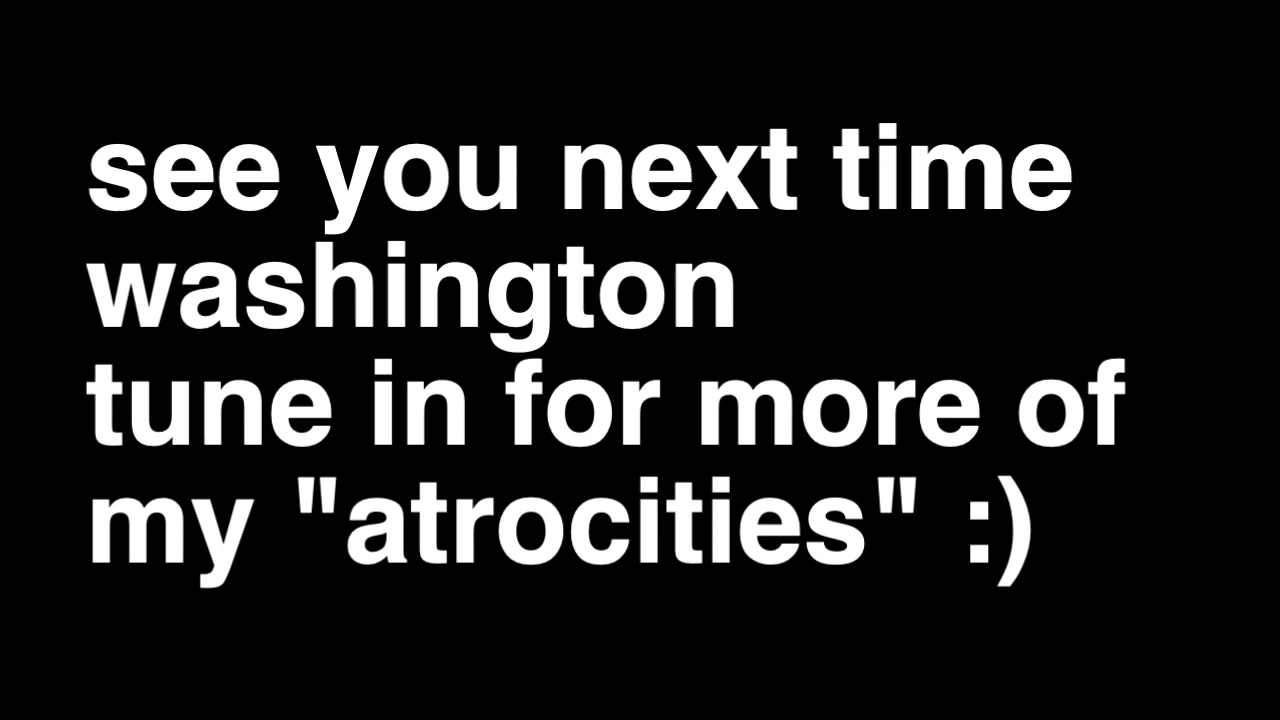 see you next time
washington
tune in for more of
my "atrocities" :)